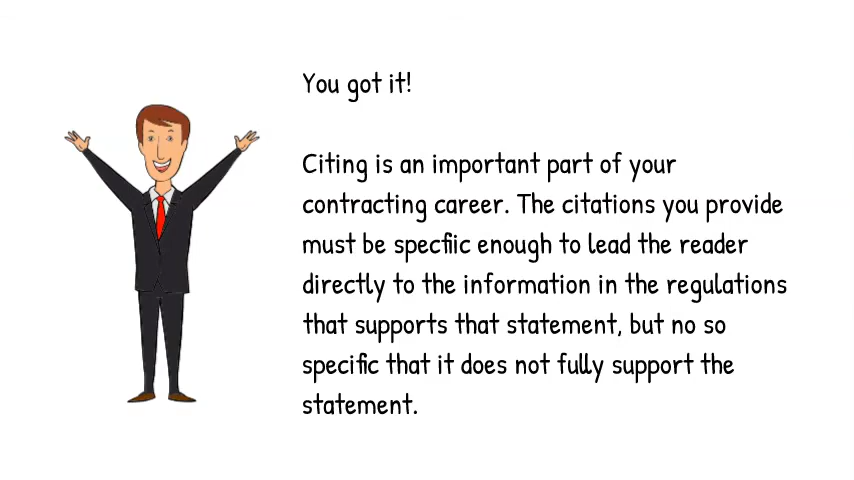 You got it!
Citing is an important part of your
contracting career. The citations you provide
must be specfiic enough to lead the reader
directly to the information in the regulations
that supports that statement, but no so
specific that it does not fully support the
statement.